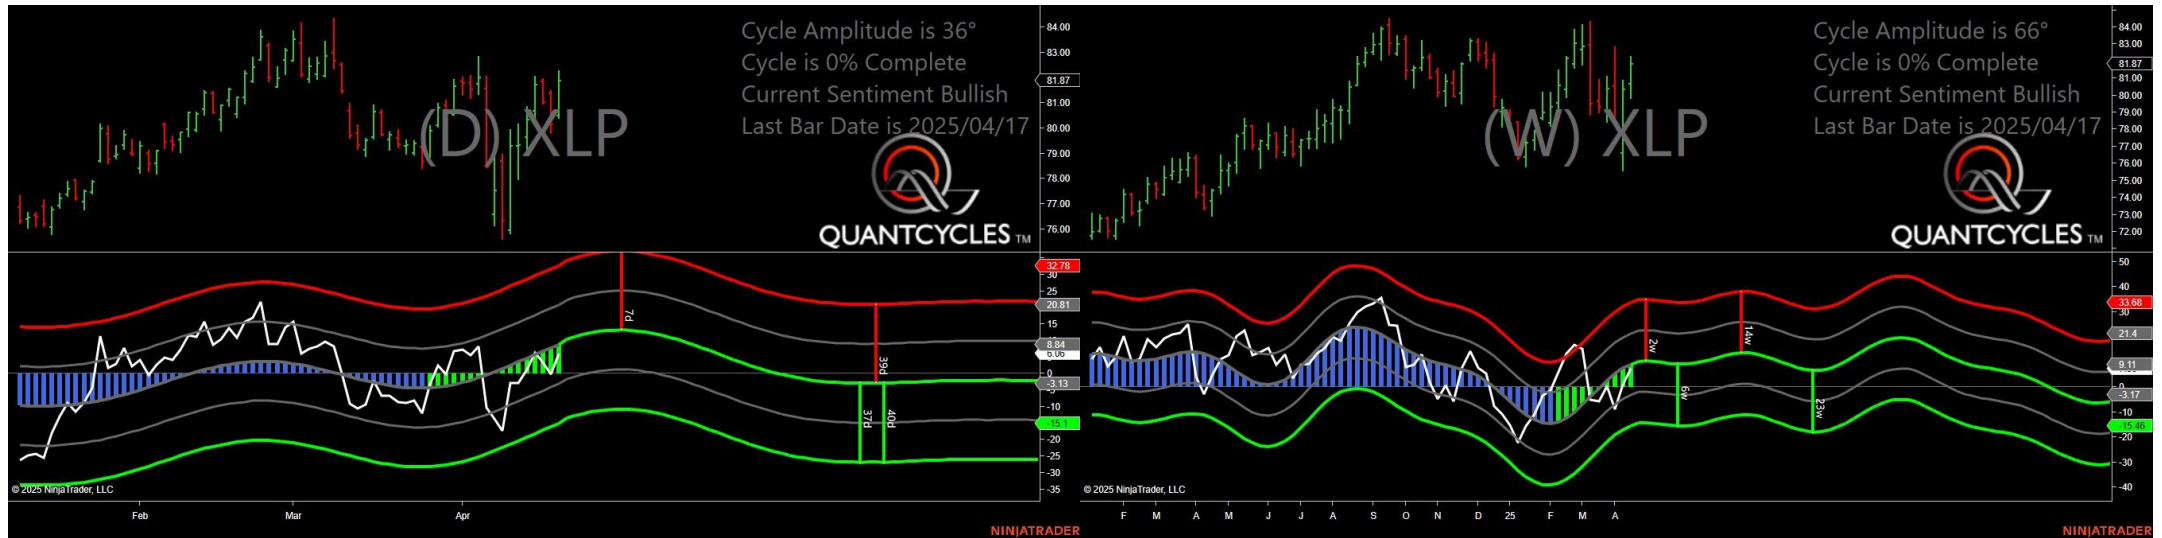 Cycle Amplitude is 36°
Cycle is 0% Complete
Current Sentiment Bullish
Last Bar Date is 2025/04/17
(D) XLP
QUANTCYCLES TM
84.00
83.00
81.87
81.00
80.00
79.00
78.00
77.00
76.00
32.78
30
25
20.81
15
8.84
6.06
0
-3.13
-10
-15.1
-20
-25
-30
-35
7d
39d
37d
40d
© 2025 NinjaTrader, LLC
Feb
Mar
Apr
NINJATRADER
Cycle Amplitude is 66°
Cycle is 0% Complete
Current Sentiment Bullish
Last Bar Date is 2025/04/17
(W) XLP
QUANTCYCLES TM
84.00
83.00
81.87
81.00
80.00
79.00
78.00
77.00
76.00
75.00
74.00
73.00
72.00
50
40
33.68
30
21.4
9.11
0
-3.17
-10
-15.46
-20
-30
-40
2w
14w
6w
23w
© 2025 NinjaTrader, LLC
F M A M J J A S O N D 25 F M A
NINJATRADER